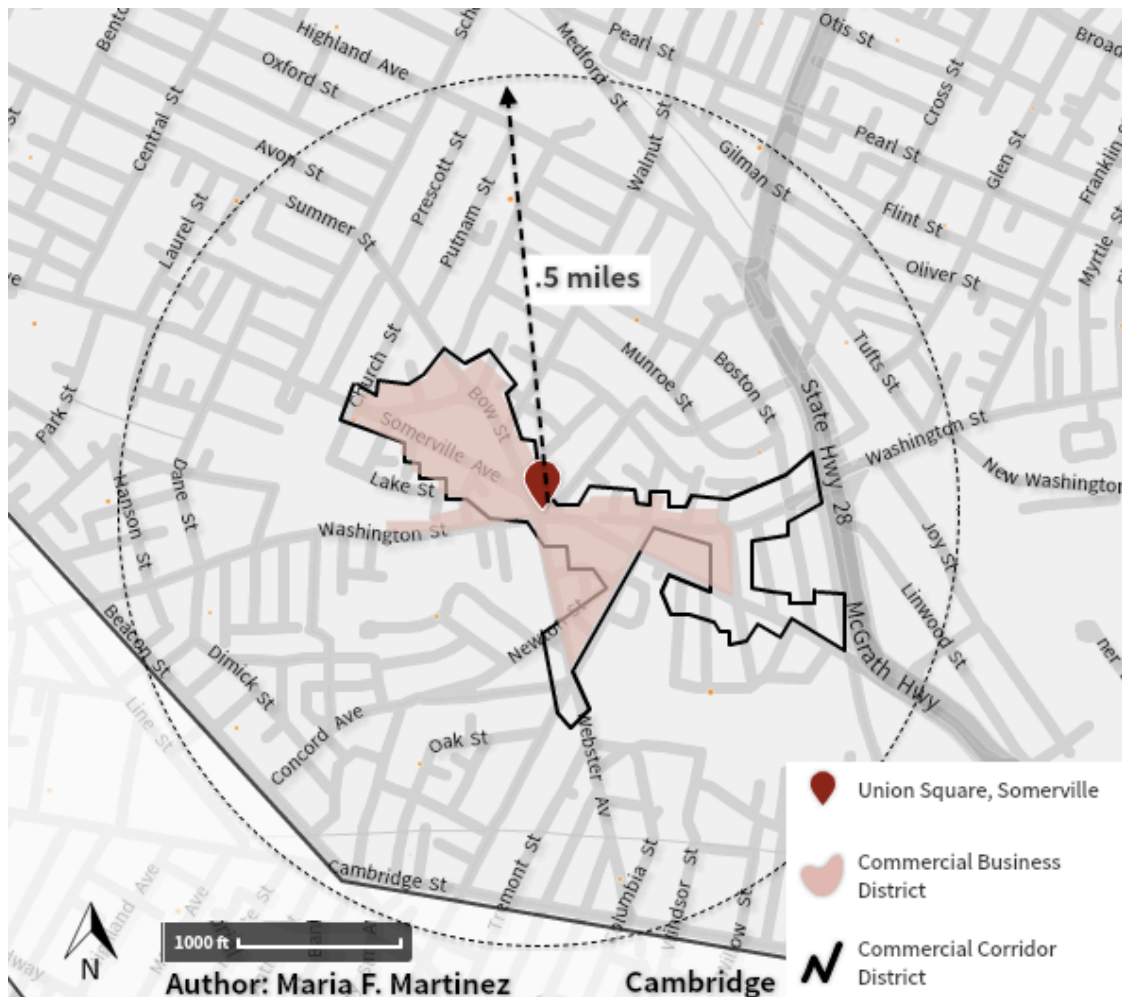 Highland Ave
Oxford St
Medford St
Pearl St
Otis St
Central St
Avon St
Prescott St
Walnut St
Gilman St
Cross St
Pearl St
Glen St
Laurel St
Summer St
Putnam St
Flint St
Myrtle St
Oliver St
.5 miles
Church St
Munroe St
Boston St
Tufts St
Park St
Bow St
Somerville Ave
State Hwy 28
Washington St
Lake St
Dane St
Hanson St
New Washington
Washington St
Joy St
Linwood St
Newton St
McGrath Hwy
Beacon St
Dimick St
Line St
Concord Ave
Oak St
Webster Av
Cambridge St
Tremont St
Windsor St
Union Square, Somerville
Commercial Business
District
Commercial Corridor
District
N
1000 ft
Author: Maria F. Martinez
Cambridge